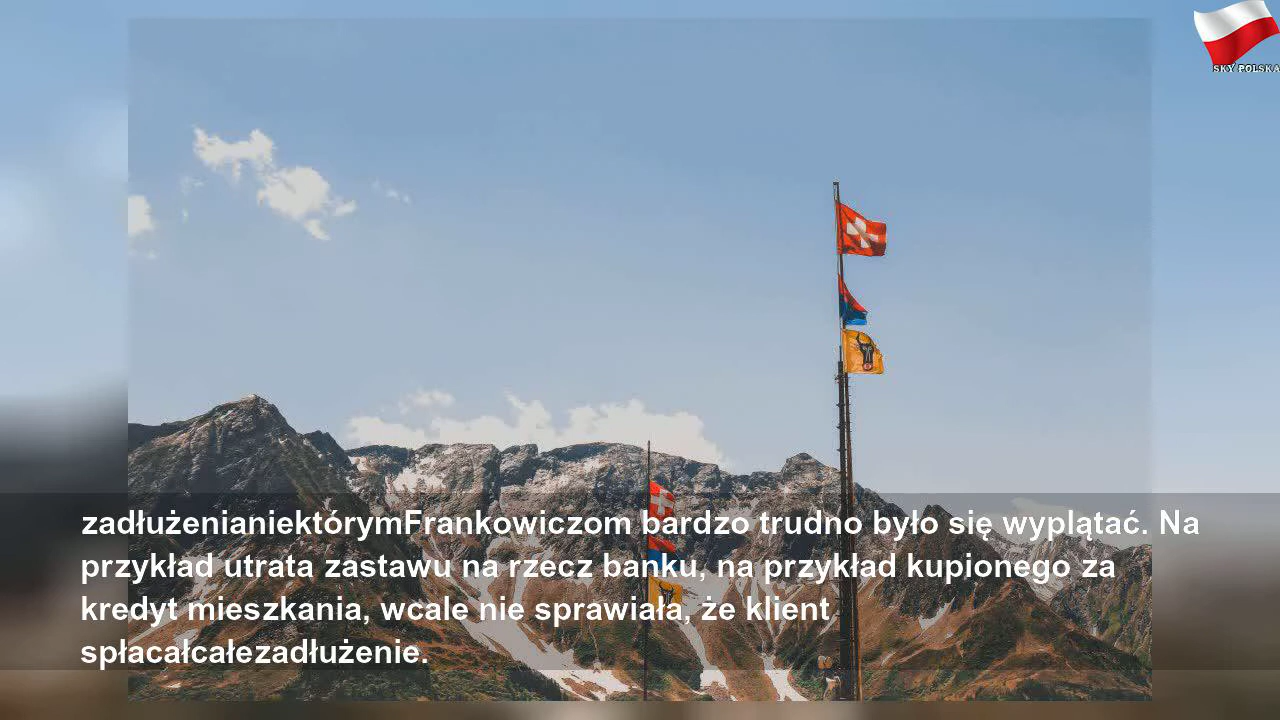 SKY POLSKA
zadłużenianiektórymFrankowiczom bardzo trudno było się wyplątać. Na
przykład utrata zastawu na rzecz banku, na przykład kupionego za
kredyt mieszkania, wcale nie sprawiała, że klient
spłacałcałezadłużenie.